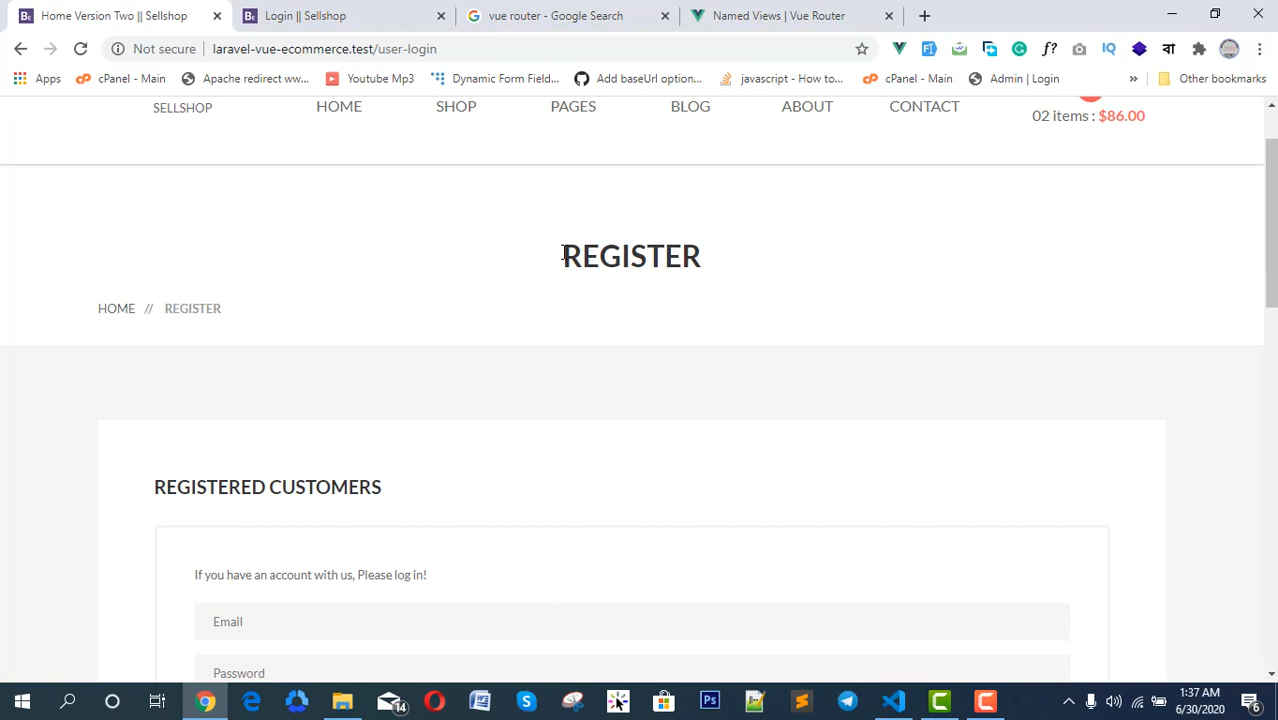 Home Version Two || Sellshop
Login || Sellshop
vue router - Google Search
Named Views | Vue Router
Not secure laravel-vue-ecommerce.test/user-login
Apps
cPanel - Main
Apache redirect ww...
Youtube Mp3
Dynamic Form Field...
Add baseUrl option...
javascript - How to...
cPanel - Main
Admin | Login
»
Other bookmarks
SELLSHOP
HOME
SHOP
PAGES
BLOG
ABOUT
CONTACT
02 items : $86.00
REGISTER
HOME // REGISTER
REGISTERED CUSTOMERS
If you have an account with us, Please log in!
Email
Password
14
1:37 AM
6/30/2020
6